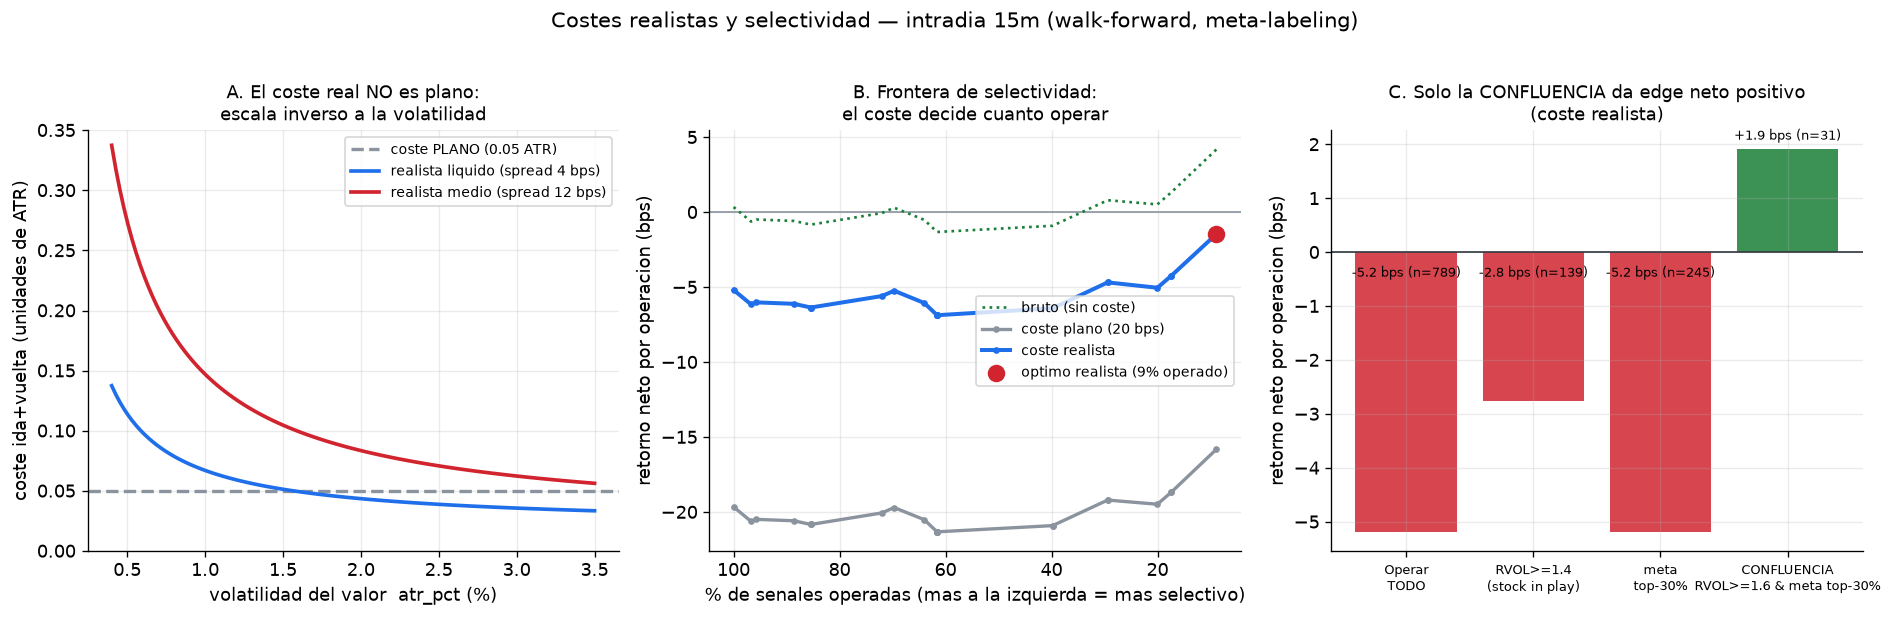 Costes realistas y selectividad — intradia 15m (walk-forward, meta-labeling)
A. El coste real NO es plano:
escala inverso a la volatilidad
coste ida+vuelta (unidades de ATR)
0.35
0.30
0.25
0.20
0.15
0.10
0.05
0.00
coste PLANO (0.05 ATR)
realista liquido (spread 4 bps)
realista medio (spread 12 bps)
0.5 1.0 1.5 2.0 2.5 3.0 3.5
volatilidad del valor atr_pct (%)
B. Frontera de selectividad:
el coste decide cuanto operar
retorno neto por operacion (bps)
5
0
−5
−10
−15
−20
bruto (sin coste)
coste plano (20 bps)
coste realista
optimo realista (9% operado)
100 80 60 40 20
% de senales operadas (mas a la izquierda = mas selectivo)
C. Solo la CONFLUENCIA da edge neto positivo
(coste realista)
retorno neto por operacion (bps)
2
1
0
−1
−2
−3
−4
−5
+1.9 bps (n=31)
-5.2 bps (n=789)
-2.8 bps (n=139)
-5.2 bps (n=245)
Operar
TODO
RVOL>=1.4
(stock in play)
meta
top-30%
CONFLUENCIA
RVOL>=1.6 & meta top-30%